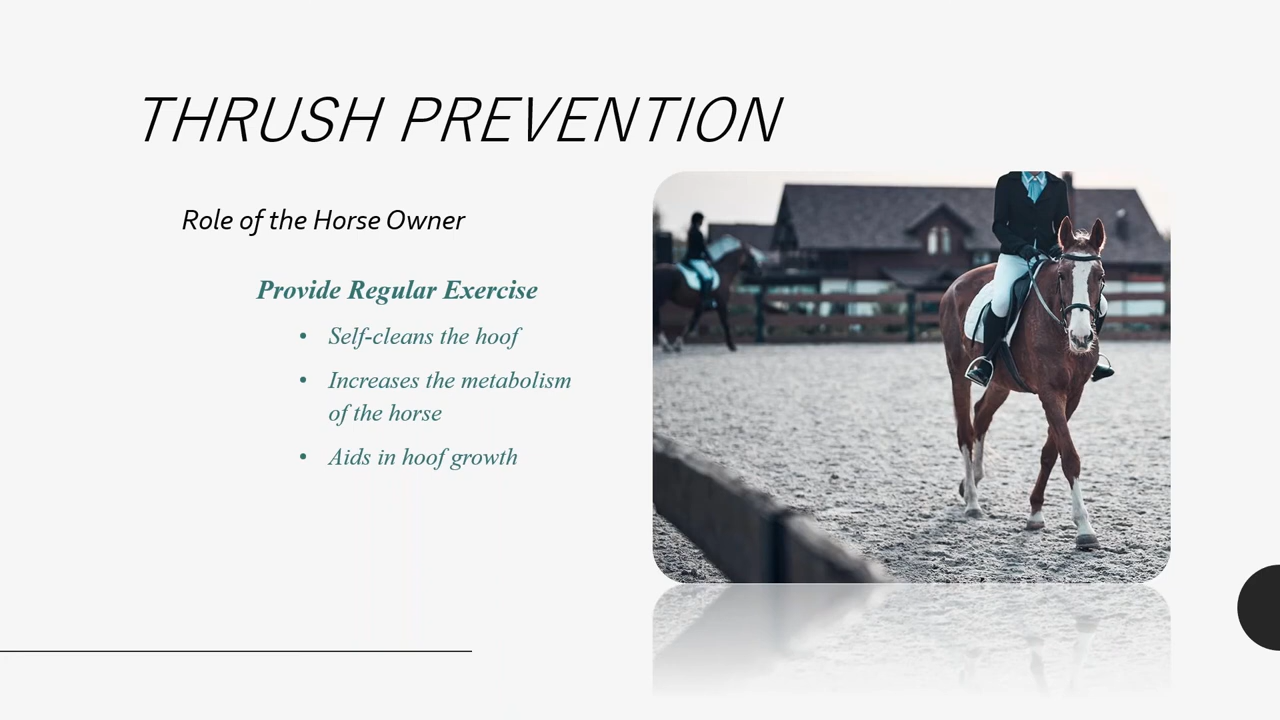 THRUSH PREVENTION
Role of the Horse Owner
Provide Regular Exercise
• Self-cleans the hoof
• Increases the metabolism
of the horse
• Aids in hoof growth